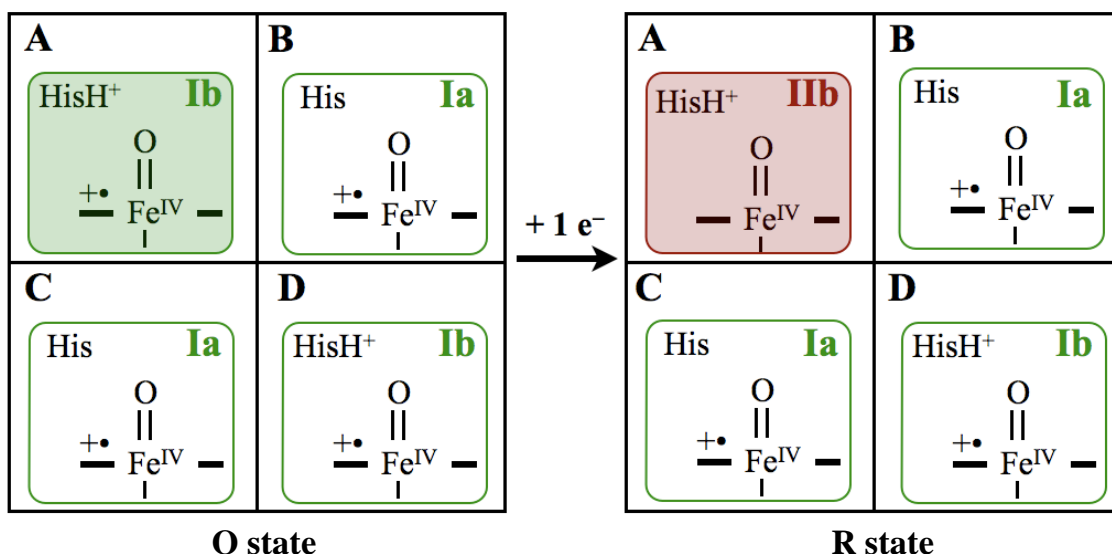 A
B
A
B
HisH⁺ Ib
His Ia
HisH⁺ IIb
His Ia
O
O
O
O
+•
+•
+•
Feᴵⱽ
Feᴵⱽ
Feᴵⱽ
Feᴵⱽ
+ 1 e⁻
C
D
C
D
His Ia
HisH⁺ Ib
His Ia
HisH⁺ Ib
O
O
O
O
+•
+•
+•
+•
Feᴵⱽ
Feᴵⱽ
Feᴵⱽ
Feᴵⱽ
O state
R state